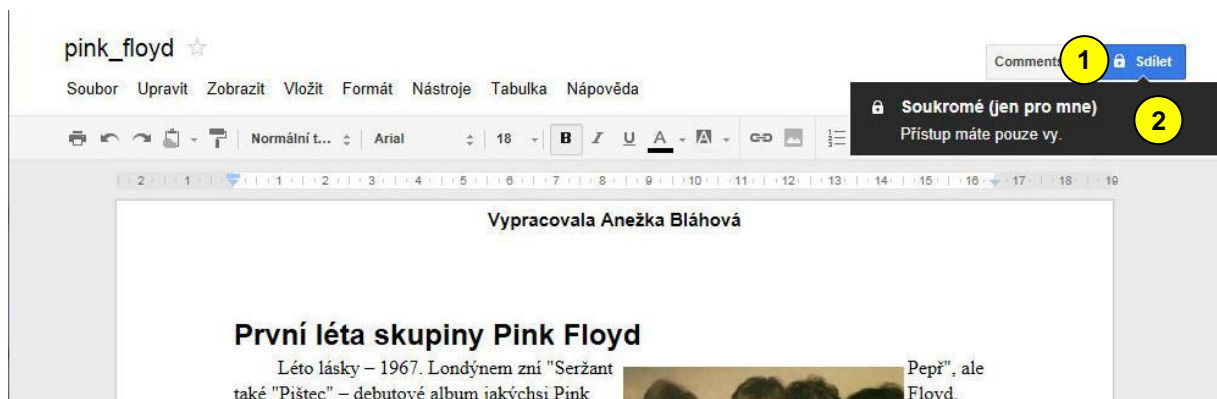 pink_floyd
Comments
1
Sdílet
Soubor Upravit Zobrazit Vložit Formát Nástroje Tabulka Nápověda
Soukromé (jen pro mne)
Přístup máte pouze vy.
2
Normální t... Arial 18 B I U A A
2 1 1 2 3 4 5 6 7 8 9 10 11 12 13 14 15 16 17 18 19
Vypracovala Anežka Bláhová
První léta skupiny Pink Floyd
Léto lásky – 1967. Londýnem zní "Seržant Pepř", ale
také "Pištec" – debutové album jakýchsi Pink Floyd.